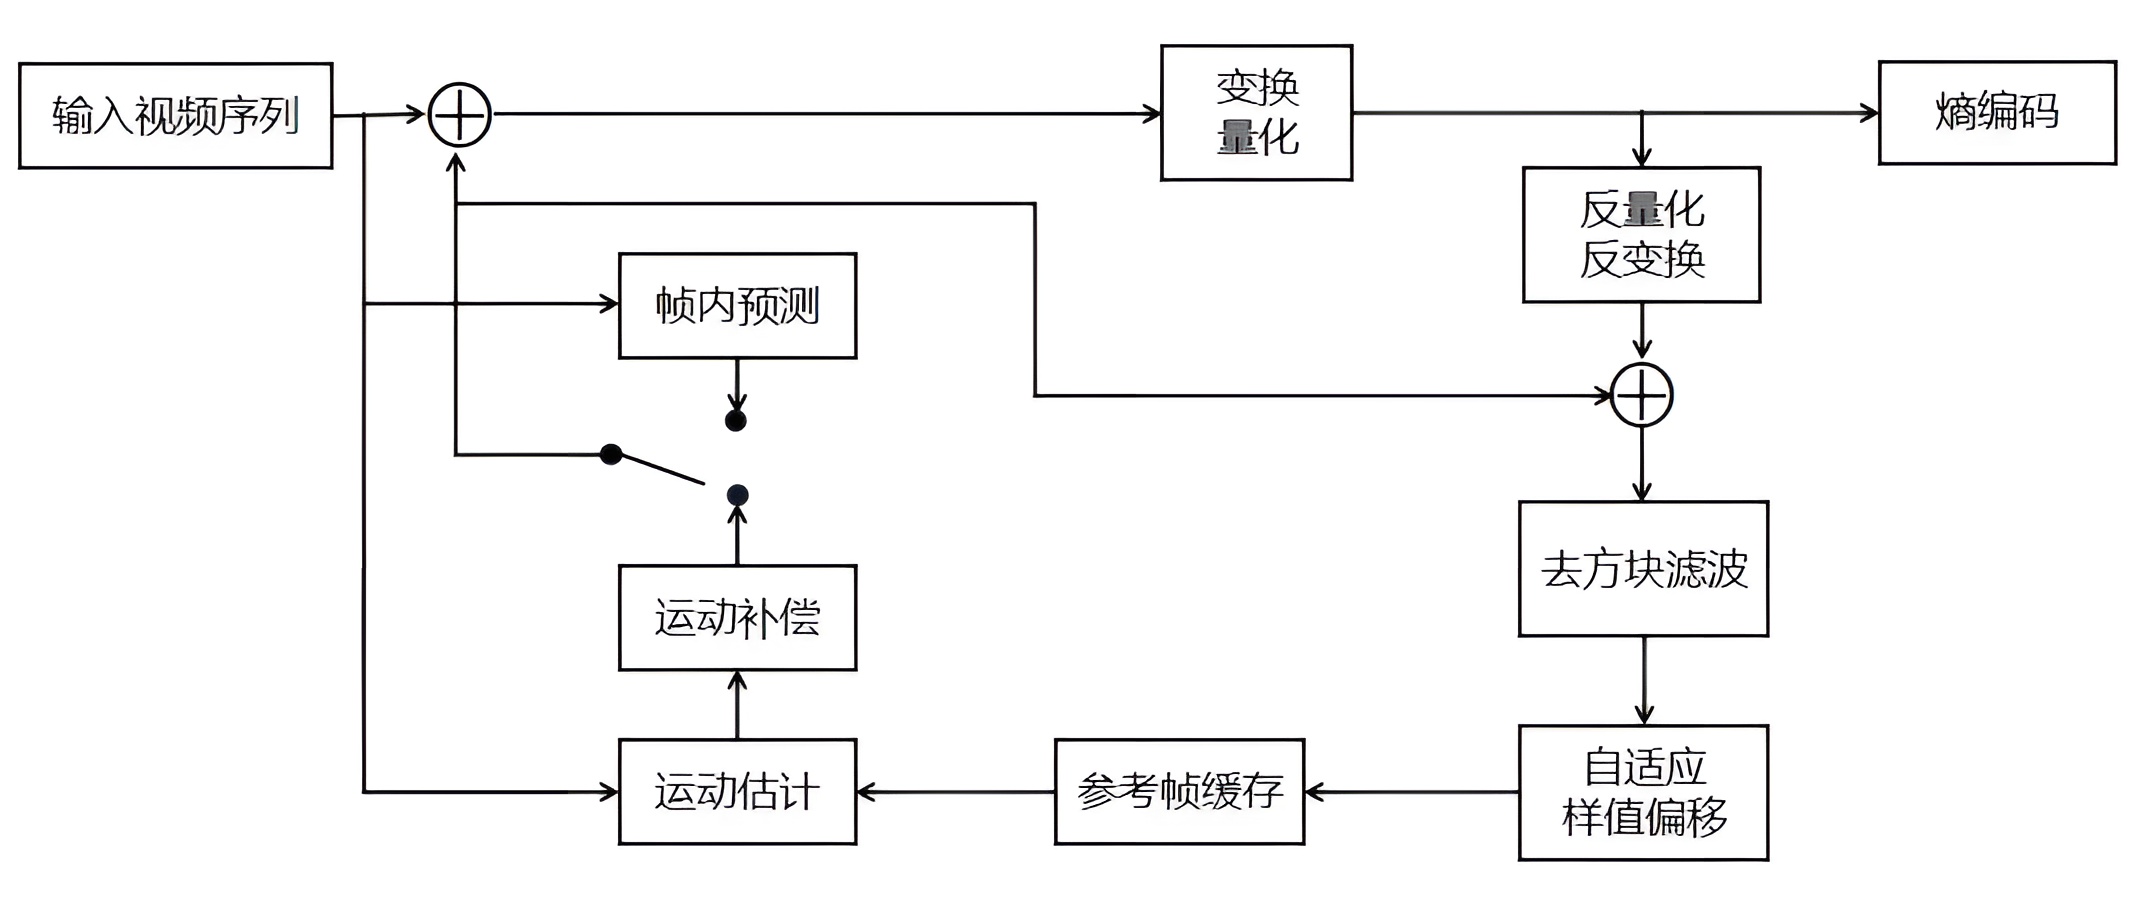 输入视频序列
变换
量化
熵编码
反量化
反变换
帧内预测
去方块滤波
运动补偿
运动估计
参考帧缓存
自适应
样值偏移